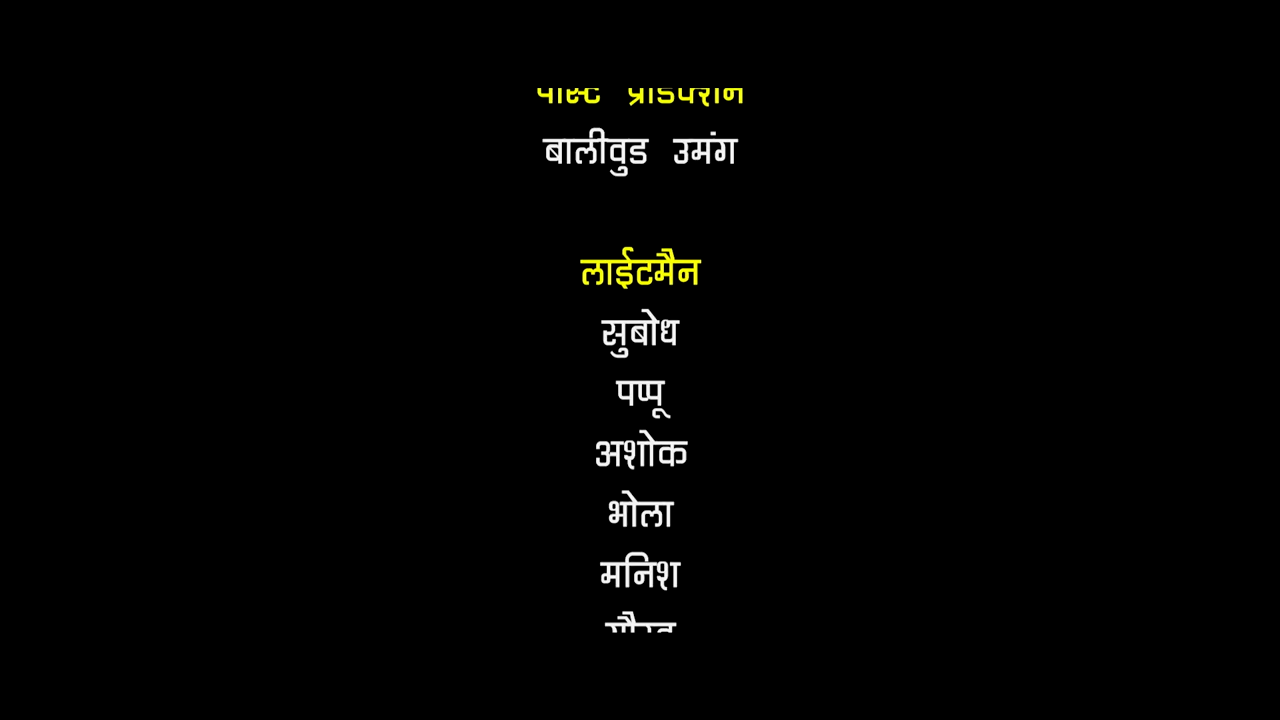 बालीवुड उमंग
लाईटमैन
सुबोध
पप्पू
अशोक
भोला
मनिश